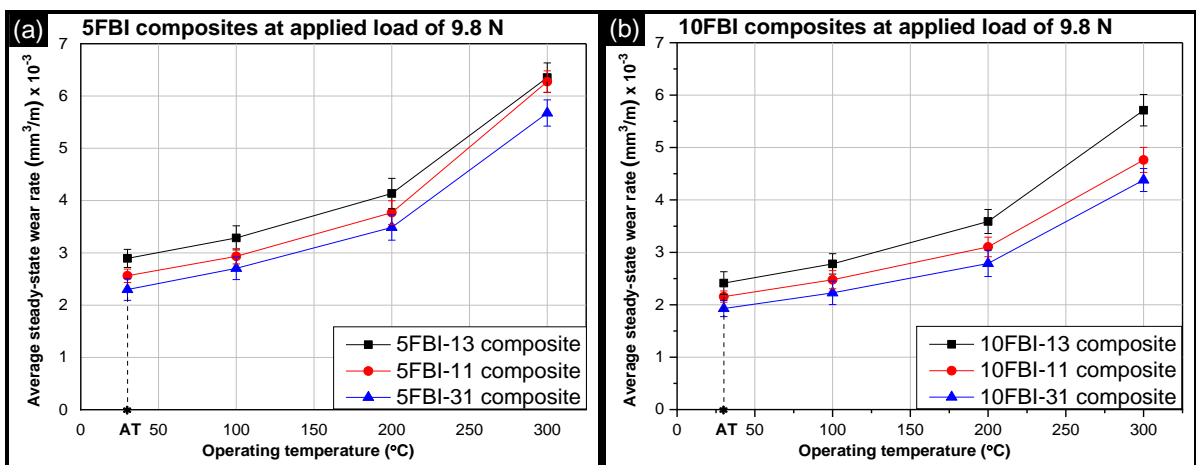 (a)
5FBI composites at applied load of 9.8 N
Average steady-state wear rate (mm³/m) x 10⁻³
7
6
5
4
3
2
1
0
5FBI-13 composite
5FBI-11 composite
5FBI-31 composite
0 AT 50 100 150 200 250 300
Operating temperature (°C)
(b)
10FBI composites at applied load of 9.8 N
Average steady-state wear rate (mm³/m) x 10⁻³
7
6
5
4
3
2
1
0
10FBI-13 composite
10FBI-11 composite
10FBI-31 composite
0 AT 50 100 150 200 250 300
Operating temperature (°C)